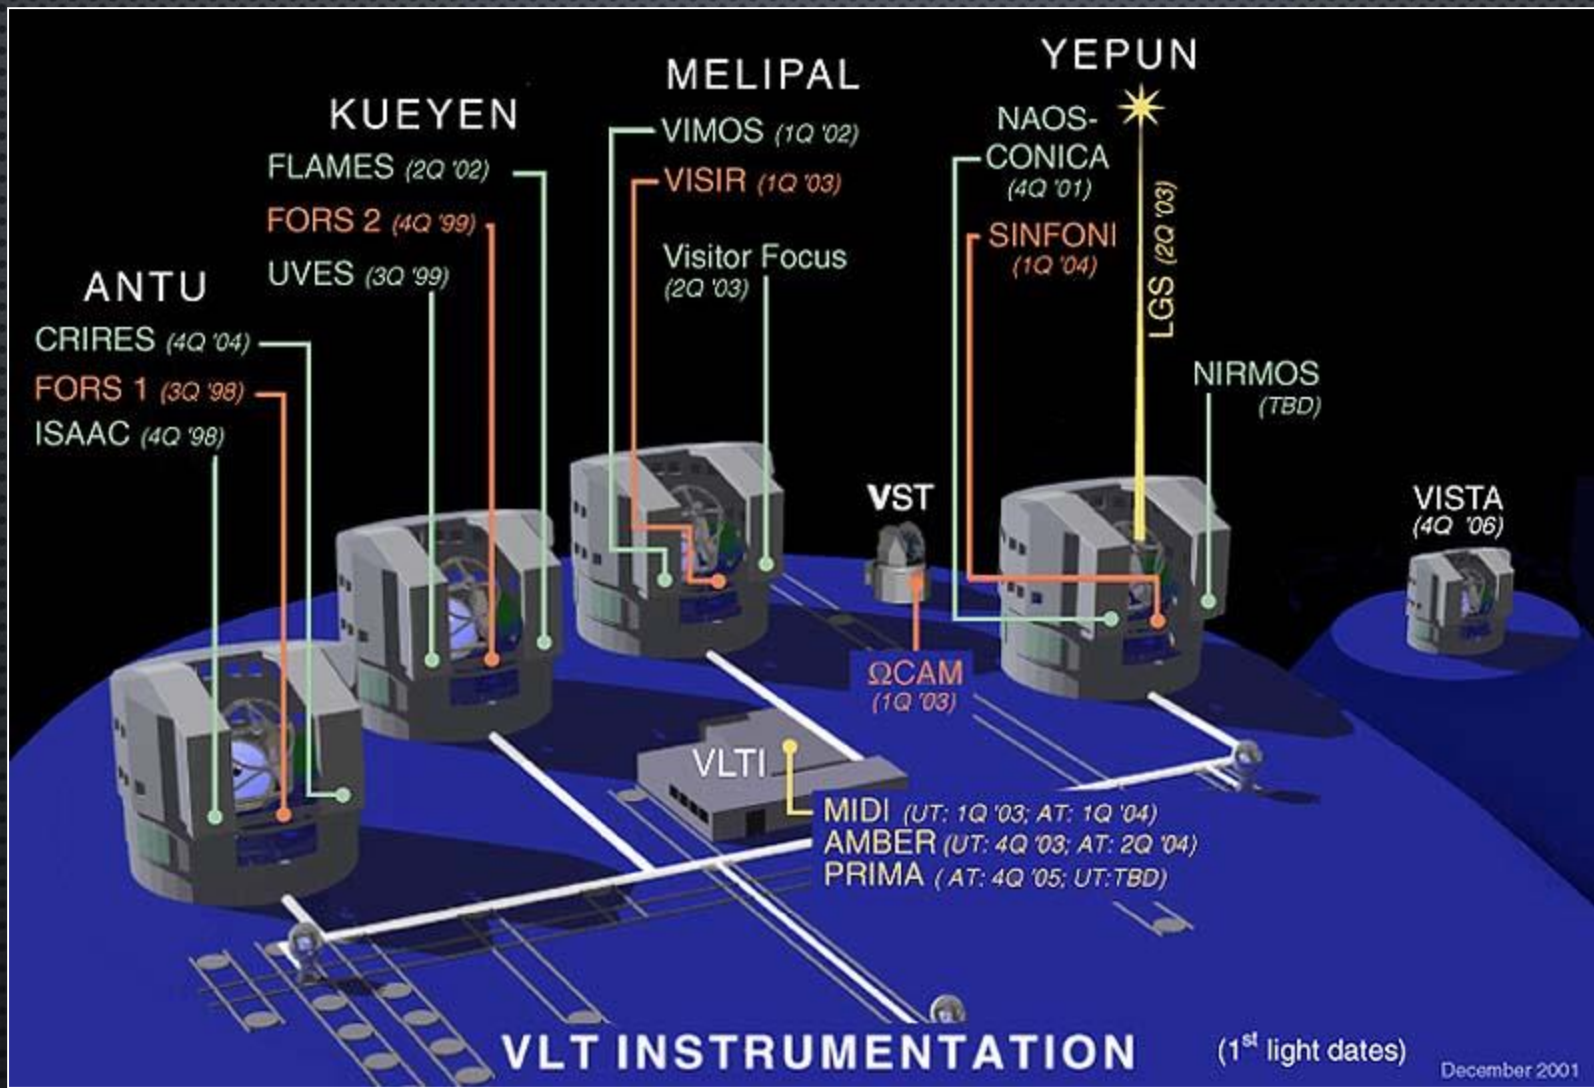 ANTU
CRIRES (4Q '04)
FORS 1 (3Q '98)
ISAAC (4Q '98)
KUEYEN
FLAMES (2Q '02)
FORS 2 (4Q '99)
UVES (3Q '99)
MELIPAL
VIMOS (1Q '02)
VISIR (1Q '03)
Visitor Focus
(2Q '03)
YEPUN
NAOS-
CONICA
(4Q '01)
SINFONI
(1Q '04)
LGS (2Q '03)
NIRMOS
(TBD)
VST
ΩCAM
(1Q '03)
VISTA
(4Q '06)
VLTI
MIDI (UT: 1Q '03; AT: 1Q '04)
AMBER (UT: 4Q '03; AT: 2Q '04)
PRIMA ( AT: 4Q '05; UT:TBD)
VLT INSTRUMENTATION
(1st light dates)
December 2001